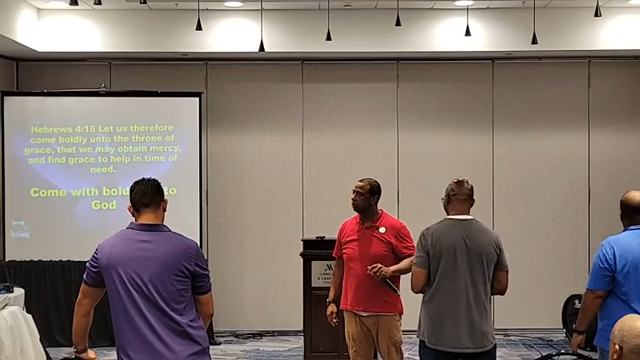 Hebrews 4:16 Let us therefore
come boldly unto the throne of
grace, that we may obtain mercy,
and find grace to help in time of
need.
Come with to
God